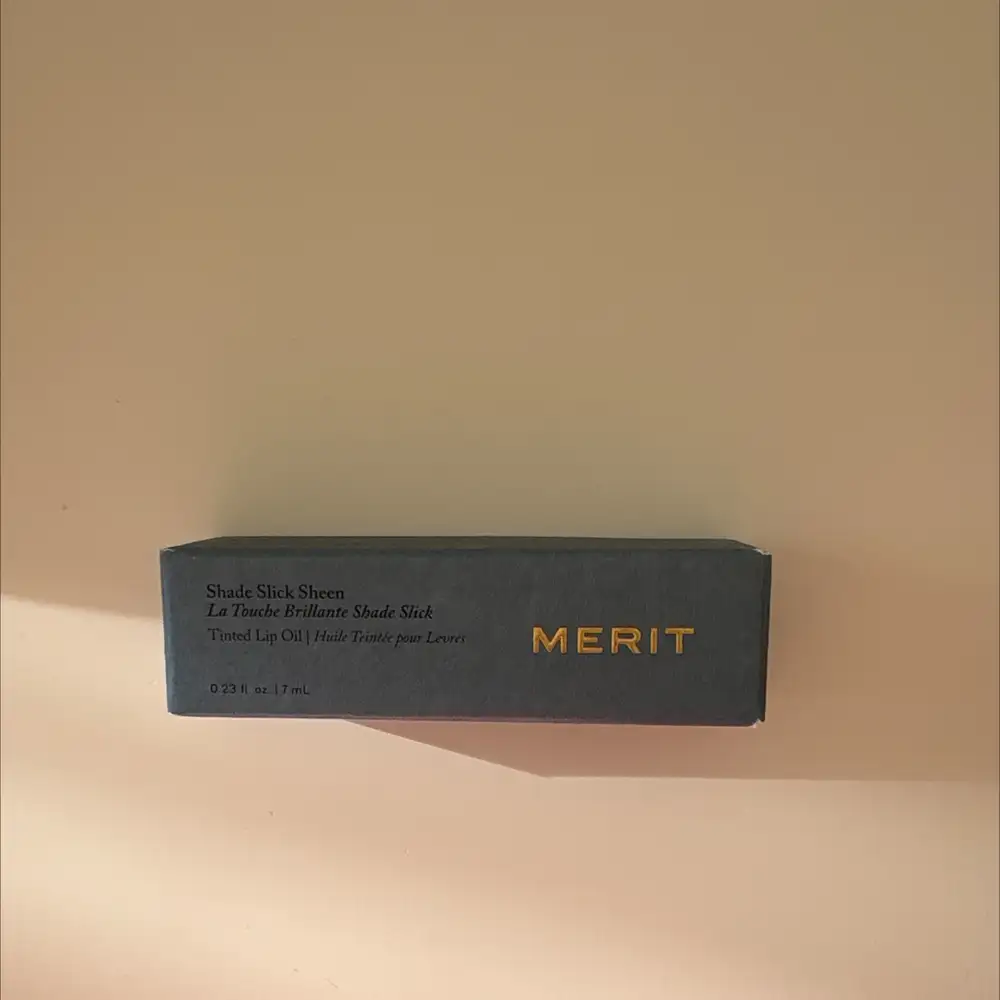 Shade Slick Sheen
La Touche Brillante Shade Slick
Tinted Lip Oil | Huile Teintée pour Levres
0.23 fl. oz. | 7 mL
MERIT